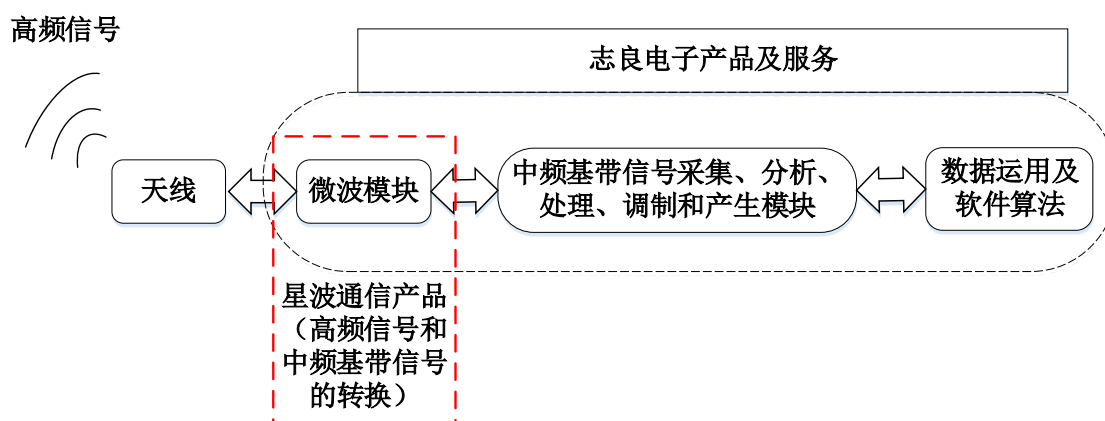 高频信号
志良电子产品及服务
天线
微波模块
中频基带信号采集、分析、
处理、调制和产生模块
数据运用及
软件算法
星波通信产品
（高频信号和
中频基带信号
的转换）